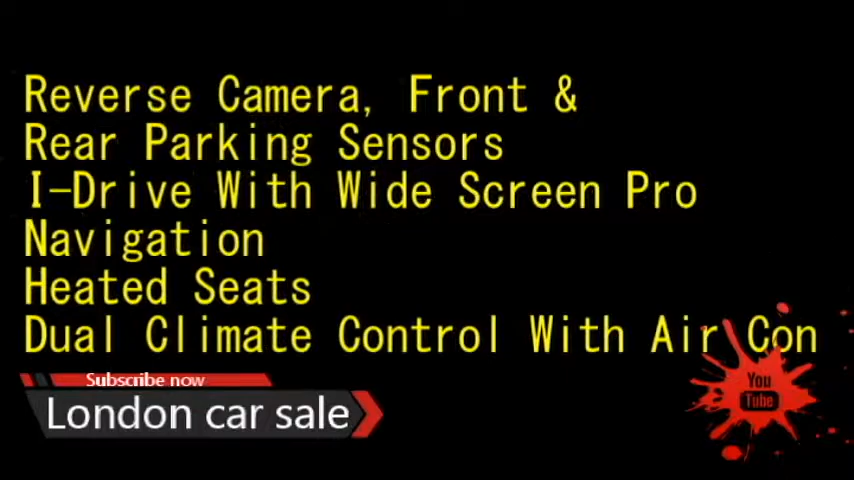 Reverse Camera, Front &
Rear Parking Sensors
I-Drive With Wide Screen Pro
Navigation
Heated Seats
Dual Climate Control With Air Con
Subscribe now
London car sale
You
Tube